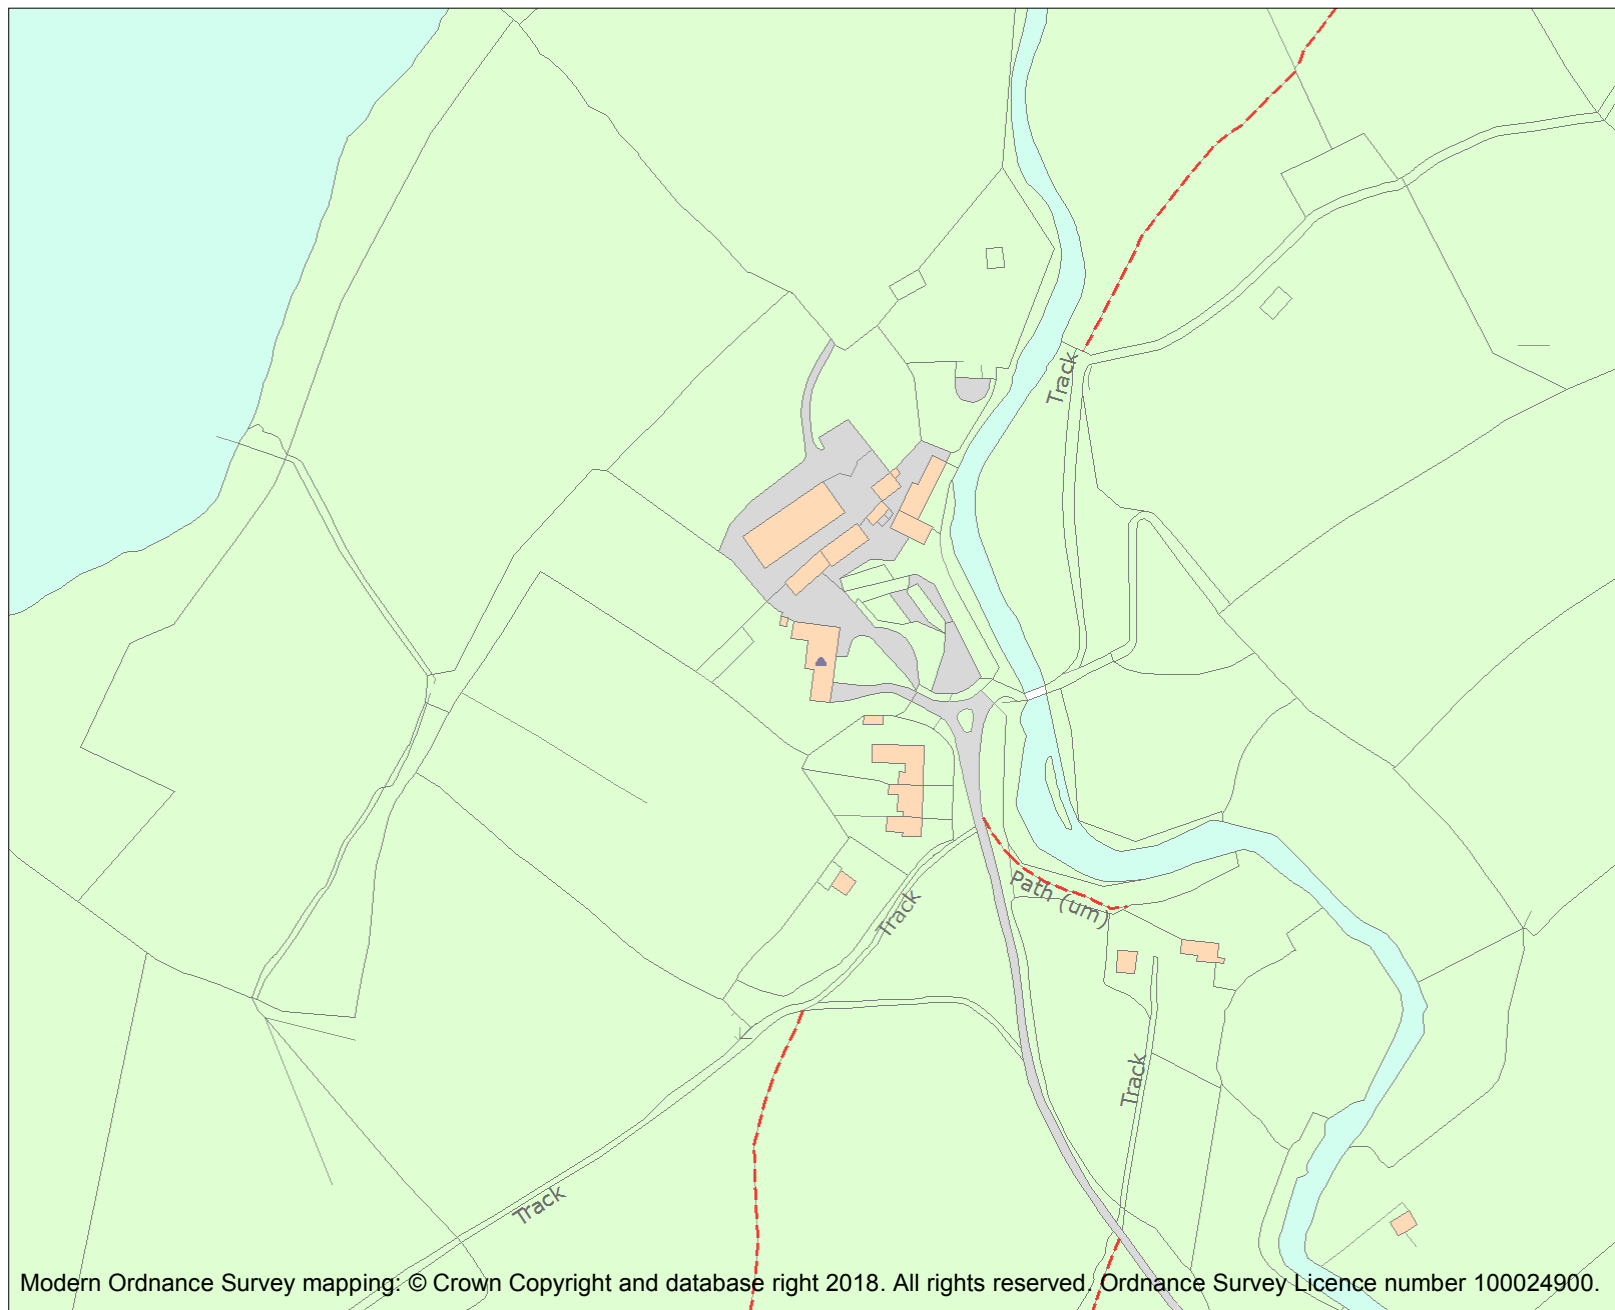 Track
Path (um)
Track
Track
Track
Modern Ordnance Survey mapping: © Crown Copyright and database right 2018. All rights reserved. Ordnance Survey Licence number 100024900.